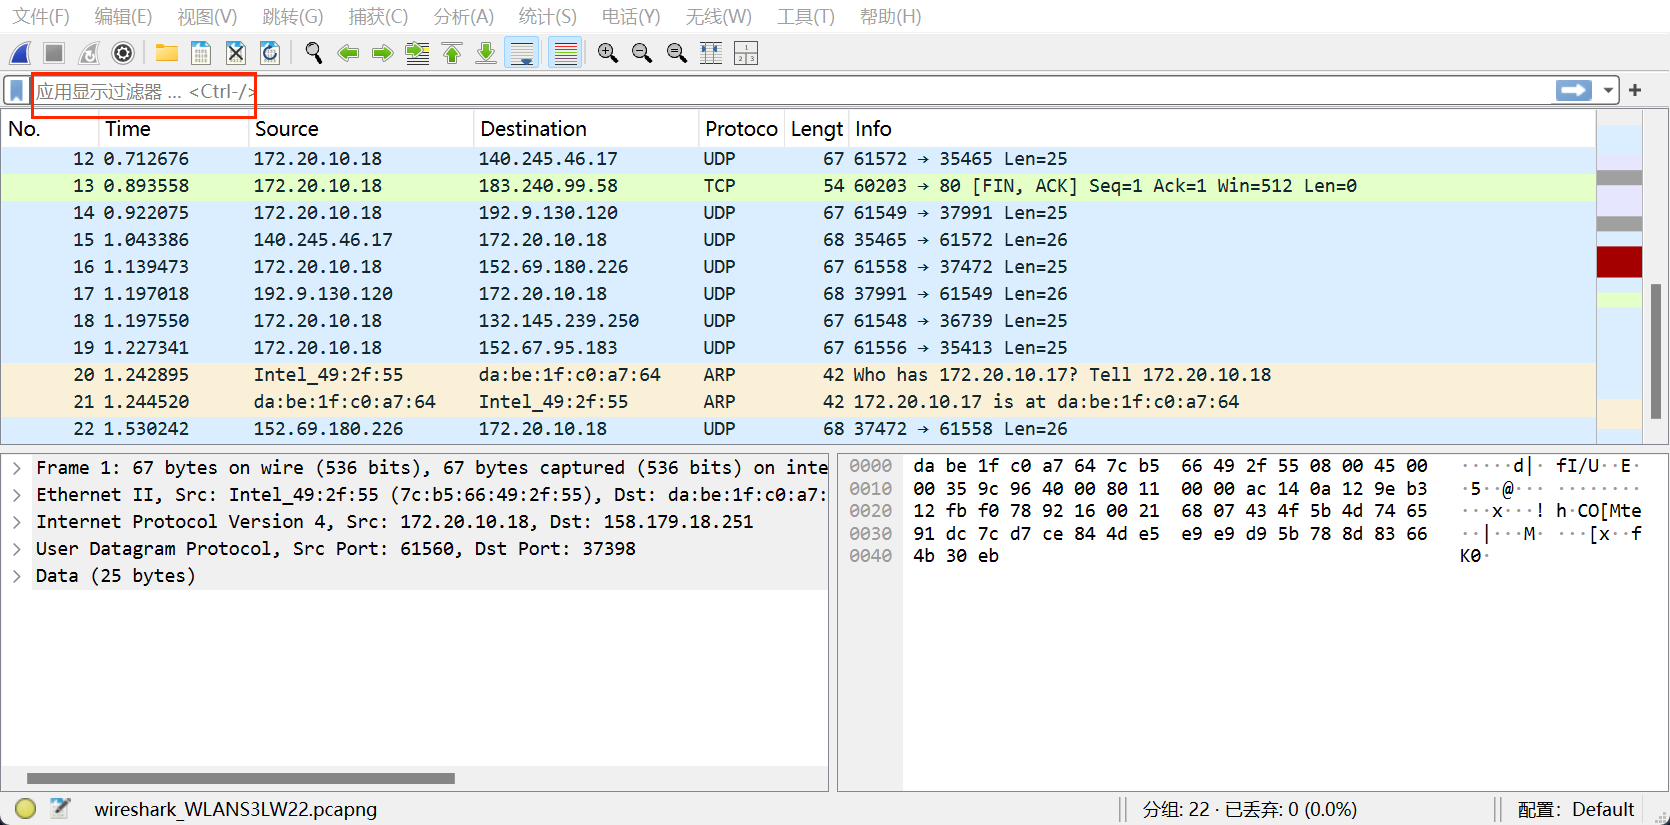 文件(F) 编辑(E) 视图(V) 跳转(G) 捕获(C) 分析(A) 统计(S) 电话(Y) 无线(W) 工具(T) 帮助(H)
应用显示过滤器 ... <Ctrl-/>
No. Time Source Destination Protoco Lengt Info
12 0.712676 172.20.10.18 140.245.46.17 UDP 67 61572 → 35465 Len=25
13 0.893558 172.20.10.18 183.240.99.58 TCP 54 60203 → 80 [FIN, ACK] Seq=1 Ack=1 Win=512 Len=0
14 0.922075 172.20.10.18 192.9.130.120 UDP 67 61549 → 37991 Len=25
15 1.043386 140.245.46.17 172.20.10.18 UDP 68 35465 → 61572 Len=26
16 1.139473 172.20.10.18 152.69.180.226 UDP 67 61558 → 37472 Len=25
17 1.197018 192.9.130.120 172.20.10.18 UDP 68 37991 → 61549 Len=26
18 1.197550 172.20.10.18 132.145.239.250 UDP 67 61548 → 36739 Len=25
19 1.227341 172.20.10.18 152.67.95.183 UDP 67 61556 → 35413 Len=25
20 1.242895 Intel_49:2f:55 da:be:1f:c0:a7:64 ARP 42 Who has 172.20.10.17? Tell 172.20.10.18
21 1.244520 da:be:1f:c0:a7:64 Intel_49:2f:55 ARP 42 172.20.10.17 is at da:be:1f:c0:a7:64
22 1.530242 152.69.180.226 172.20.10.18 UDP 68 37472 → 61558 Len=26
Frame 1: 67 bytes on wire (536 bits), 67 bytes captured (536 bits) on inte
Ethernet II, Src: Intel_49:2f:55 (7c:b5:66:49:2f:55), Dst: da:be:1f:c0:a7:
Internet Protocol Version 4, Src: 172.20.10.18, Dst: 158.179.18.251
User Datagram Protocol, Src Port: 61560, Dst Port: 37398
Data (25 bytes)
0000 da be 1f c0 a7 64 7c b5 66 49 2f 55 08 00 45 00 ·····d|· fI/U··E·
0010 00 35 9c 96 40 00 80 11 00 00 ac 14 0a 12 9e b3 ·5··@··· ········
0020 12 fb f0 78 92 16 00 21 68 07 43 4f 5b 4d 74 65 ···x···! h·CO[Mte
0030 91 dc 7c d7 ce 84 4d e5 e9 e9 d9 5b 78 8d 83 66 ··|···M· ···[x··f
0040 4b 30 eb K0·
wireshark_WLANS3LW22.pcapng 分组: 22 · 已丢弃: 0 (0.0%) 配置: Default